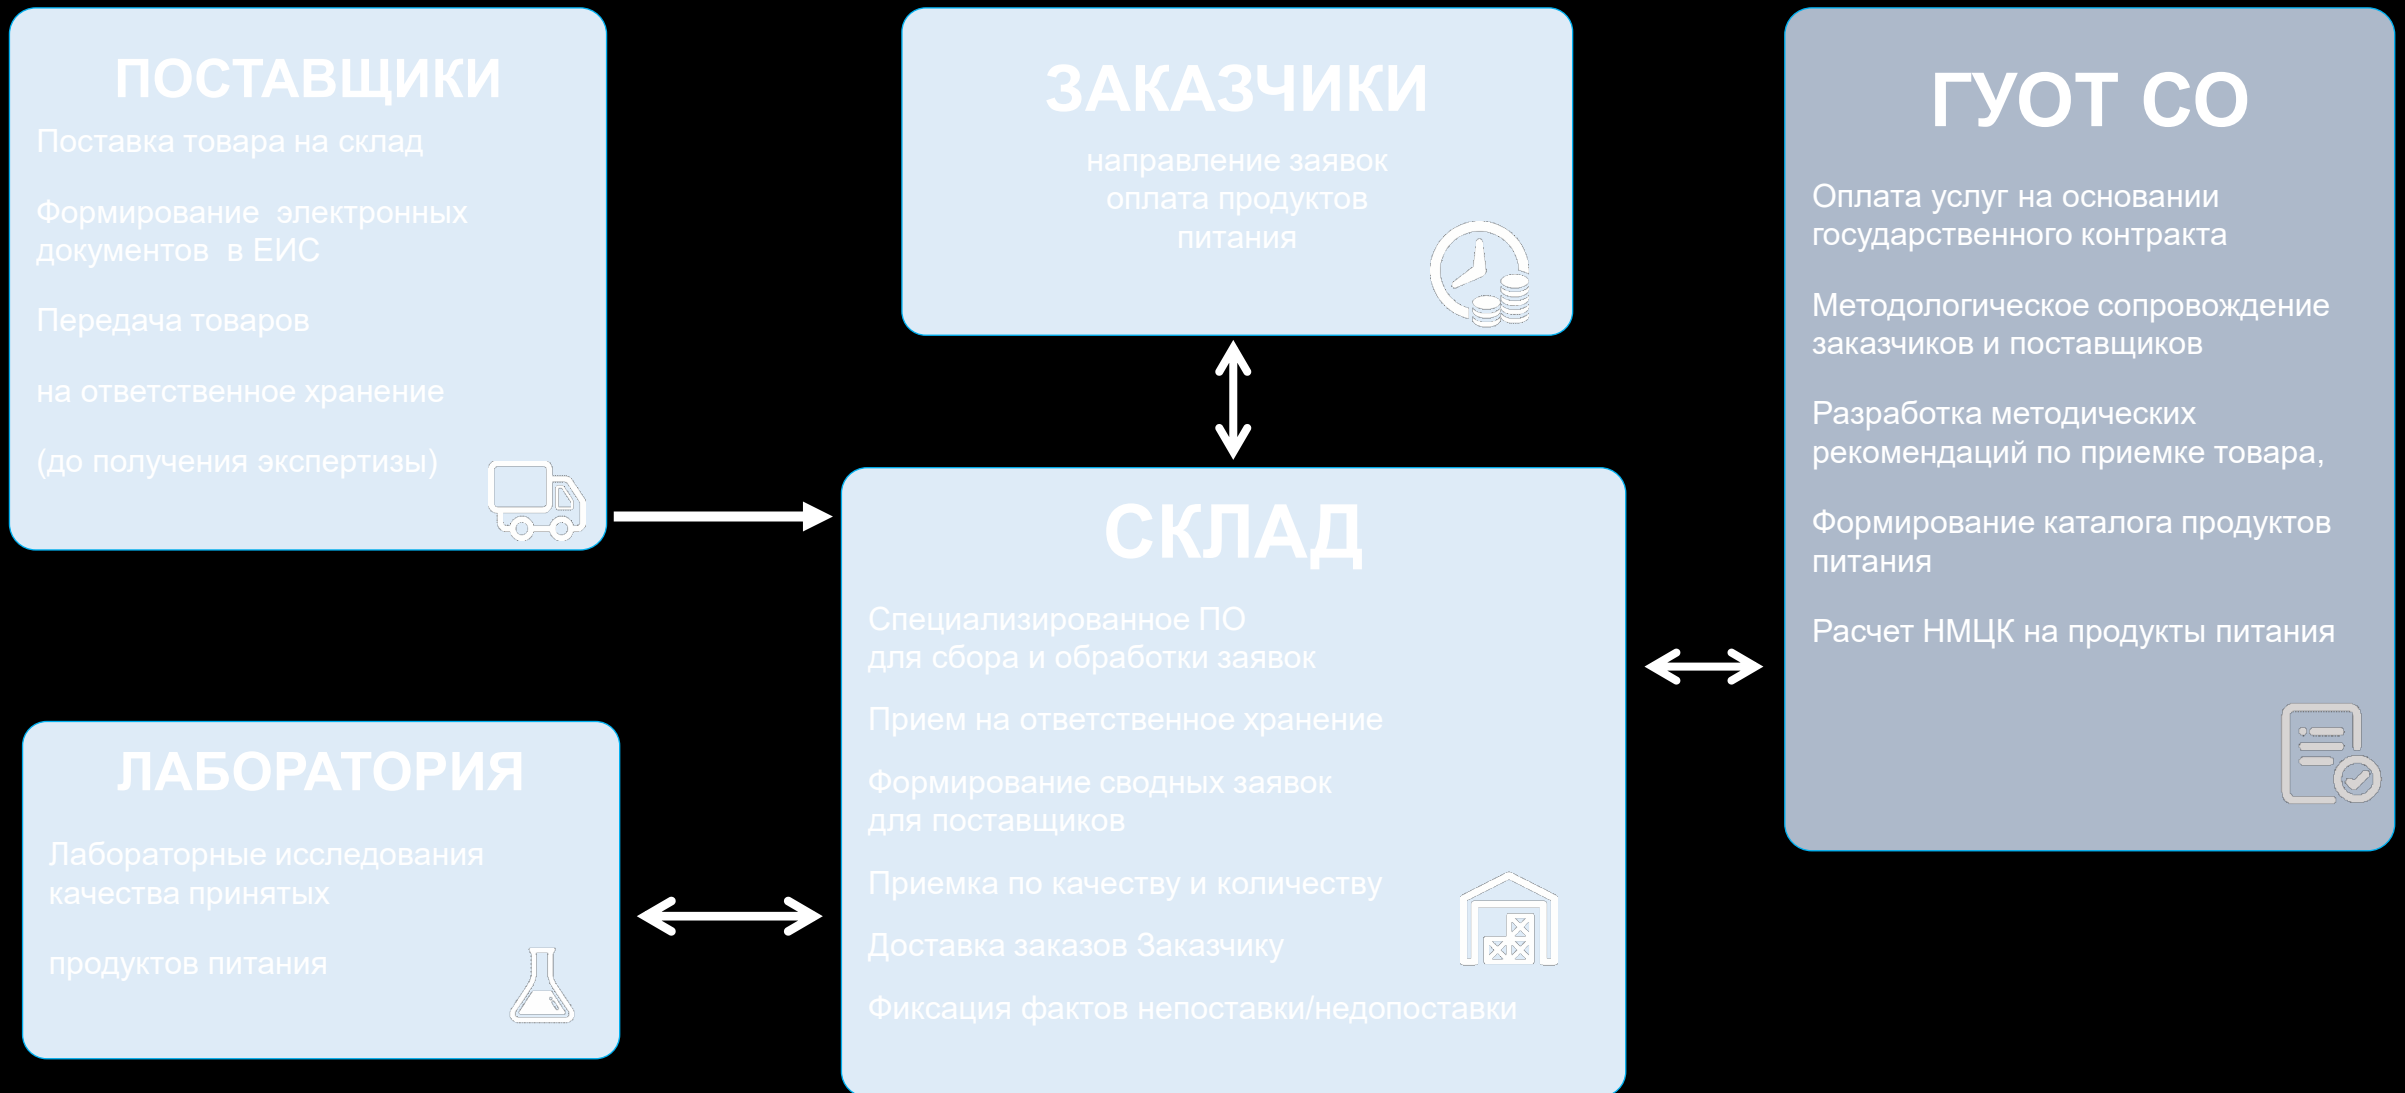 ПОСТАВЩИКИ
Поставка товара на склад
Формирование  электронных
документов  в ЕИС
Передача товаров
на ответственное хранение
(до получения экспертизы)
ЗАКАЗЧИКИ
направление заявок
оплата продуктов
питания
ГУОТ СО
Оплата услуг на основании
государственного контракта
Методологическое сопровождение
заказчиков и поставщиков
Разработка методических
рекомендаций по приемке товара,
Формирование каталога продуктов
питания
Расчет НМЦК на продукты питания
СКЛАД
Специализированное ПО
для сбора и обработки заявок
Прием на ответственное хранение
Формирование сводных заявок
для поставщиков
Приемка по качеству и количеству
Доставка заказов Заказчику
Фиксация фактов непоставки/недопоставки
ЛАБОРАТОРИЯ
Лабораторные исследования
качества принятых
продуктов питания